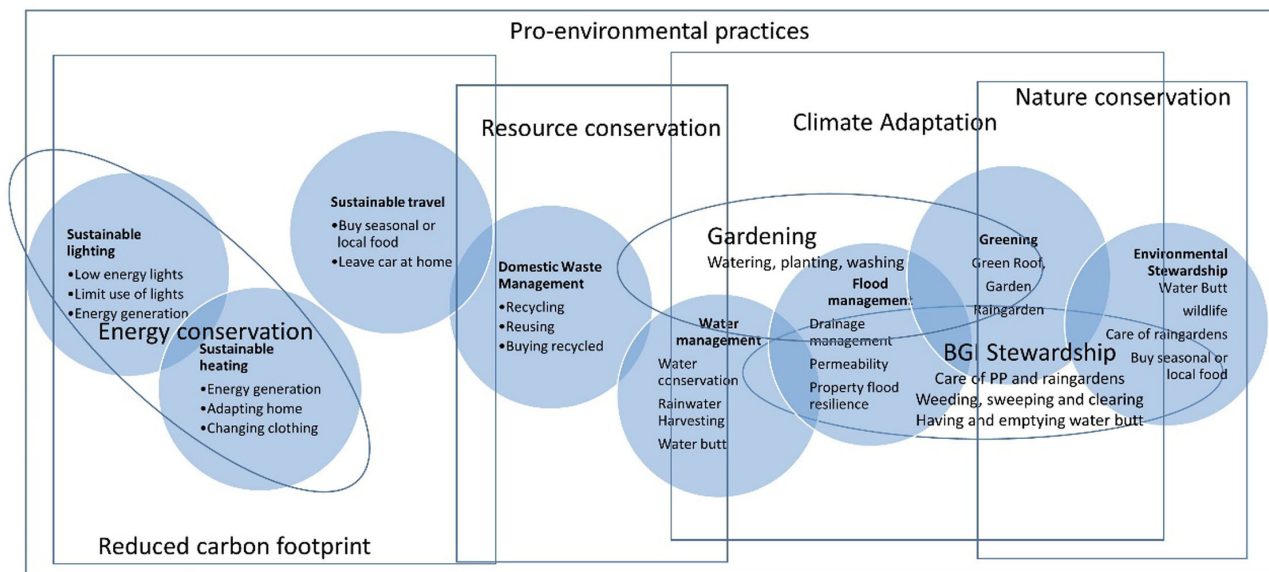 Pro-environmental practices
Reduced carbon footprint
Energy conservation
Sustainable
lighting
•Low energy lights
•Limit use of lights
•Energy generation
Sustainable
heating
•Energy generation
•Adapting home
•Changing clothing
Sustainable travel
•Buy seasonal or
local food
•Leave car at home
Resource conservation
Domestic Waste
Management
•Recycling
•Reusing
•Buying recycled
Water
management
Water
conservation
Rainwater
Harvesting
Water butt
Climate Adaptation
Gardening
Watering, planting, washing
Flood
management
Drainage
management
Permeability
Property flood
resilience
Nature conservation
Greening
Green Roof,
Garden
Raingarden
BGI Stewardship
Care of PP and raingardens
Weeding, sweeping and clearing
Having and emptying water butt
Environmental
Stewardship
Water Butt
wildlife
Care of raingardens
Buy seasonal or
local food